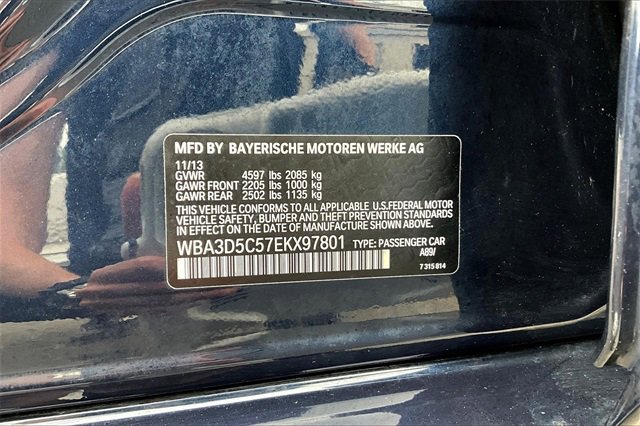 MFD BY BAYERISCHE MOTOREN WERKE AG
11/13
GVWR 4597 lbs 2085 kg
GAWR FRONT 2205 lbs 1000 kg
GAWR REAR 2502 lbs 1135 kg
THIS VEHICLE CONFORMS TO ALL APPLICABLE U.S.FEDERAL MOTOR
VEHICLE SAFETY, BUMPER AND THEFT PREVENTION STANDARDS
IN EFFECT ON THE DATE OF MANUFACTURE SHOWN ABOVE.
WBA3D5C57EKX97801 TYPE: PASSENGER CAR
A89/
7 315 814